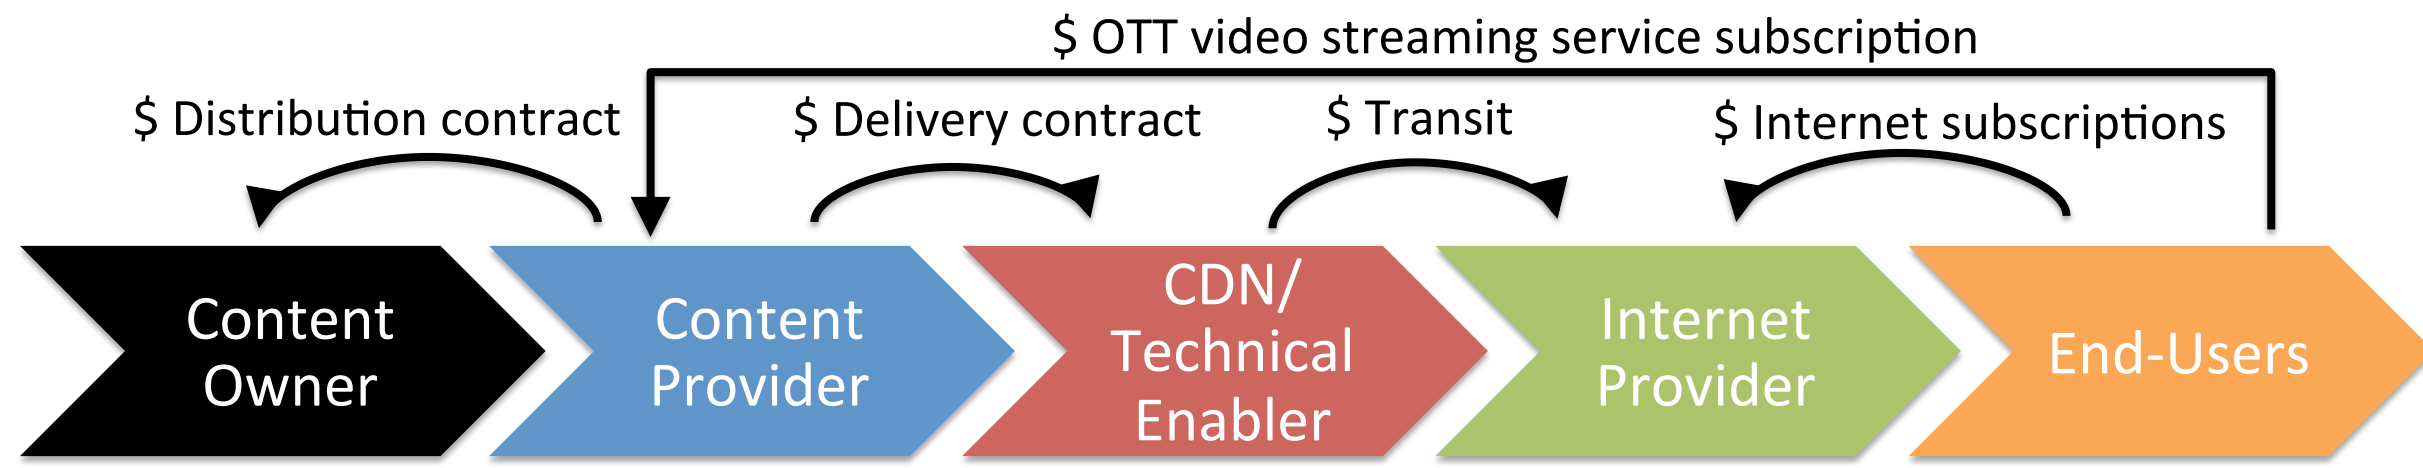 $ OTT video streaming service subscription
$ Distribution contract
$ Delivery contract
$ Transit
$ Internet subscriptions
Content
Owner
Content
Provider
CDN/
Technical
Enabler
Internet
Provider
End-Users